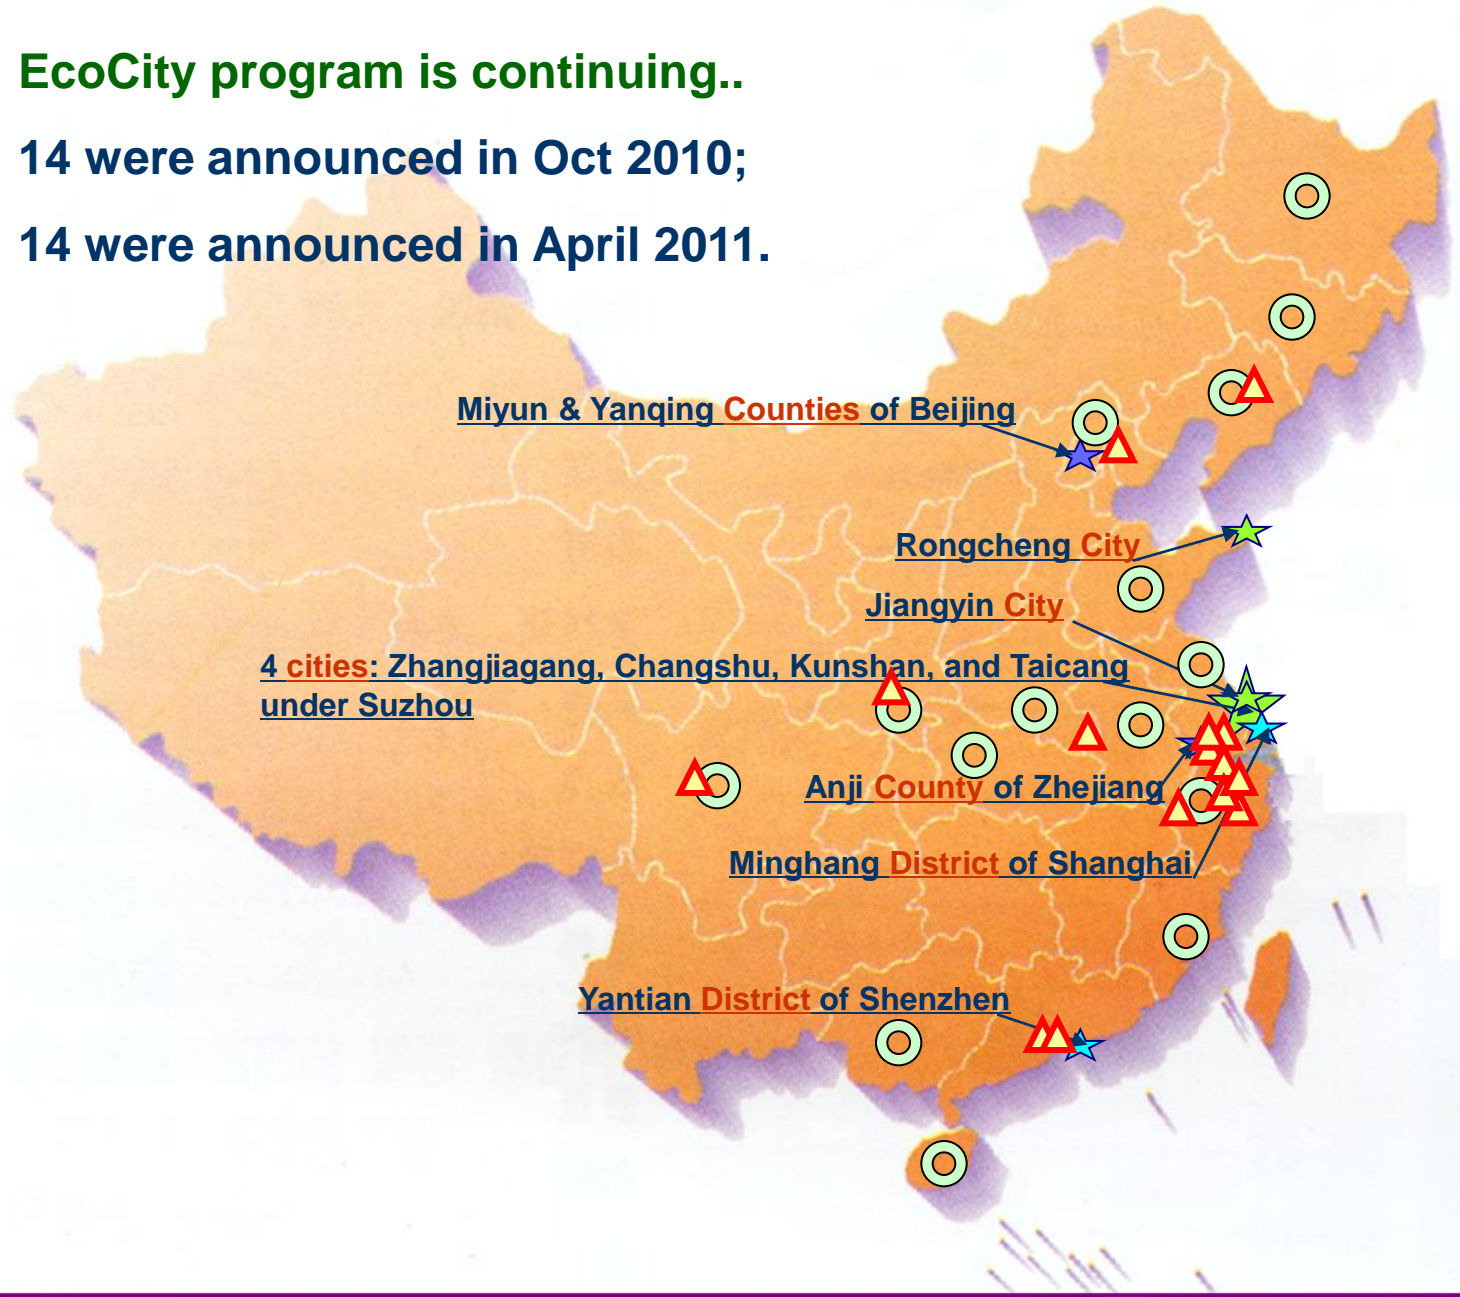 EcoCity program is continuing..
14 were announced in Oct 2010;
14 were announced in April 2011.
Miyun & Yanqing Counties of Beijing
Rongcheng City
Jiangyin City
4 cities: Zhangjiagang, Changshu, Kunshan, and Taicang
under Suzhou
Anji County of Zhejiang
Minghang District of Shanghai
Yantian District of Shenzhen